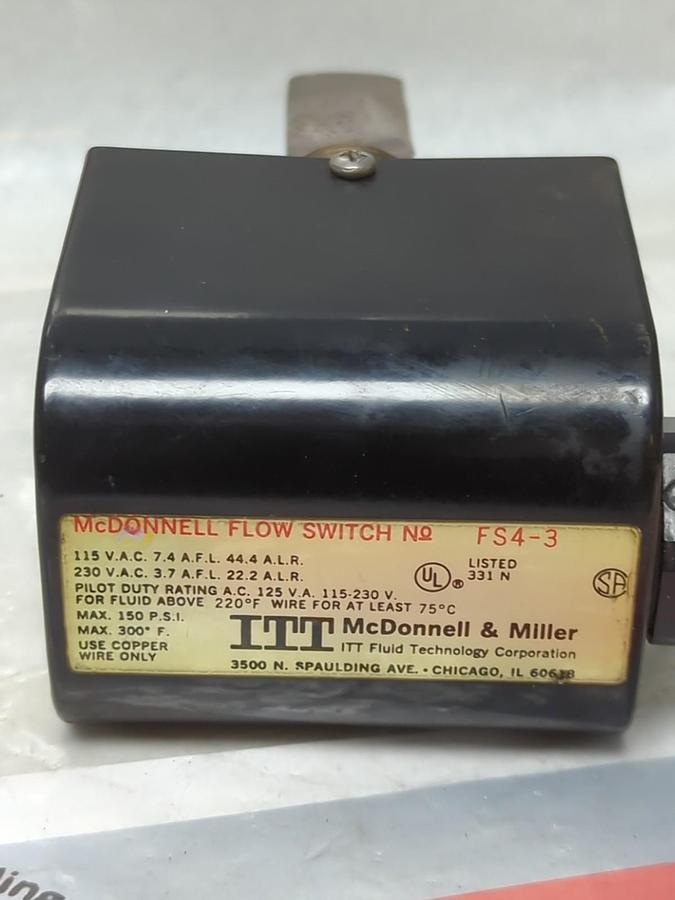 McDONNELL FLOW SWITCH Nº FS4-3
115 V.A.C. 7.4 A.F.L. 44.4 A.L.R.
230 V.A.C. 3.7 A.F.L. 22.2 A.L.R.
UL ® LISTED
331 N
SA
PILOT DUTY RATING A.C. 125 V.A. 115-230 V.
FOR FLUID ABOVE 220°F WIRE FOR AT LEAST 75°C
MAX. 150 P.S.I.
MAX. 300° F.
USE COPPER
WIRE ONLY
ITT McDonnell & Miller
ITT Fluid Technology Corporation
3500 N. SPAULDING AVE. • CHICAGO, IL 60618